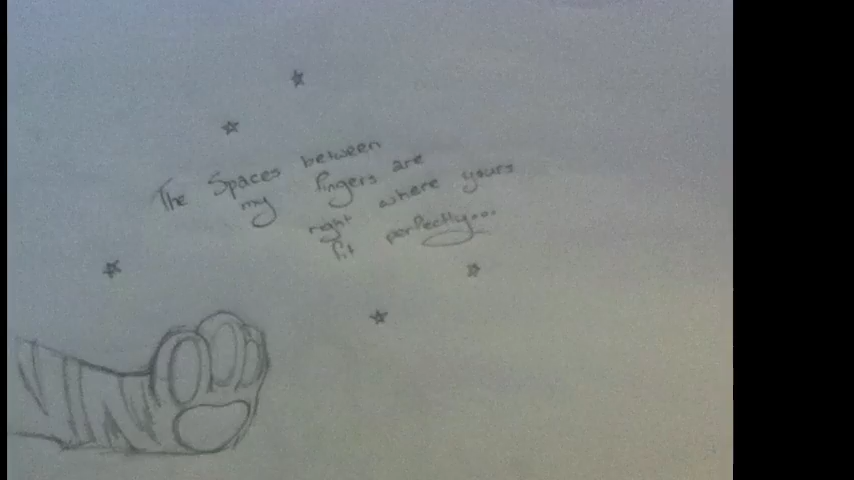 The Spaces between
my fingers are
right where yours
fit perfectly...